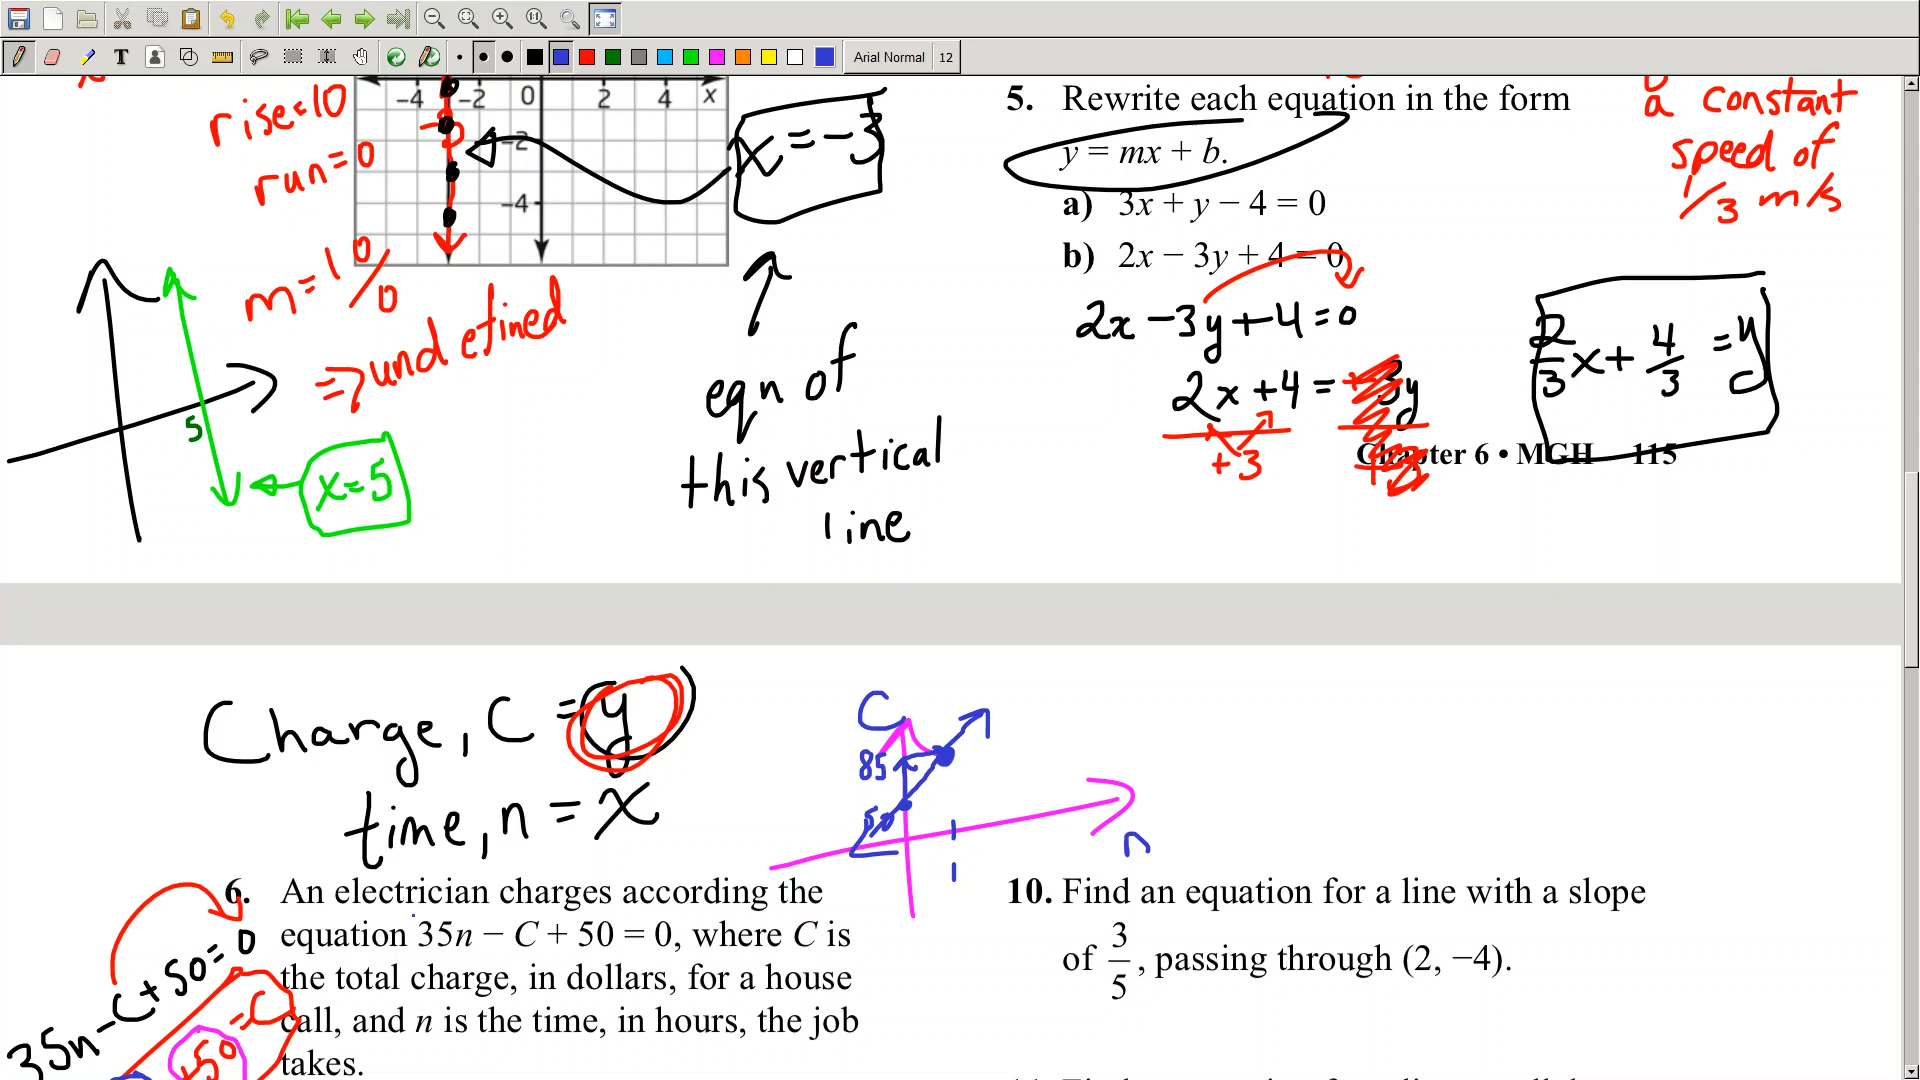 Arial Normal 12
rise=10
run=0
-4 -2 0 2 4 x
-2
-4
x=-3
m=10/0
=> undefined
5
x=5
eqn of
this vertical
line
5. Rewrite each equation in the form
y = mx + b.
a) 3x + y − 4 = 0
b) 2x − 3y + 4 = 0
2x -3y+4=0
2x +4 = +3y
+3
2/3 x + 4/3 = y
a constant
speed of
1/3 m/s
Chapter 6 • MGH 115
Charge, C = y
time, n = x
C
85
50
1
n
6. An electrician charges according the
equation 35n − C + 50 = 0, where C is
the total charge, in dollars, for a house
call, and n is the time, in hours, the job
takes.
35n -C+50=0
+50=C
10. Find an equation for a line with a slope
of 3/5, passing through (2, −4).